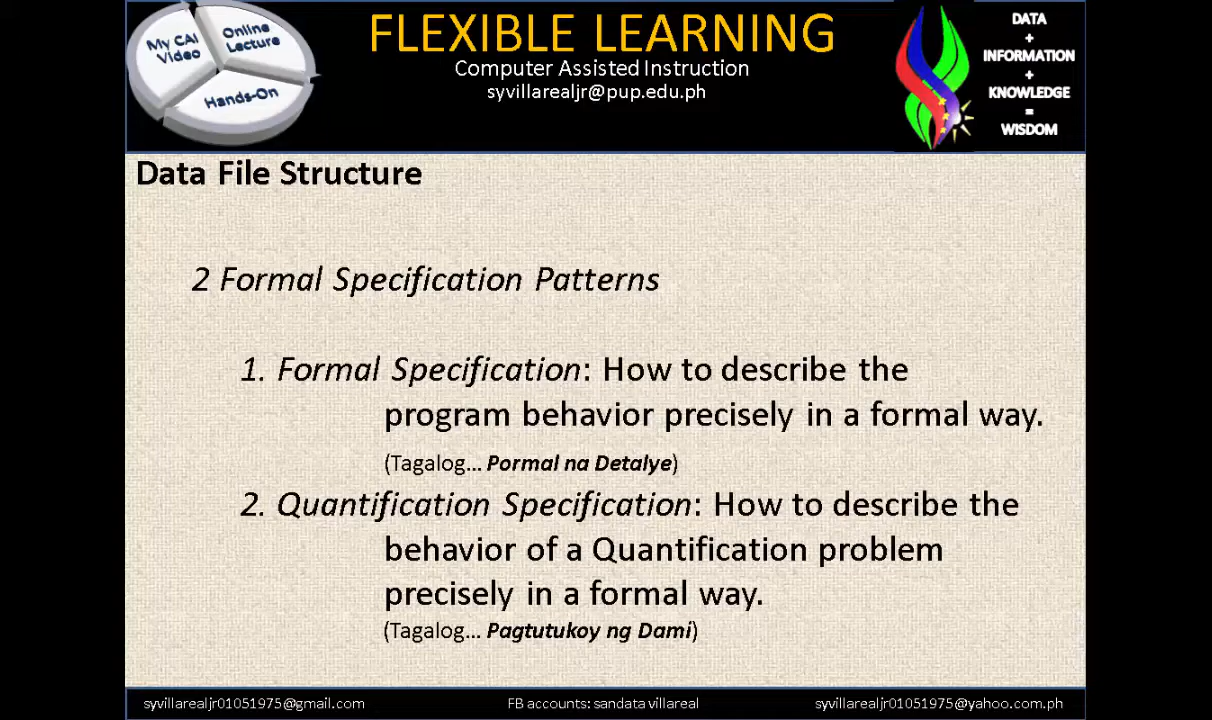 My CAI
Video
Online
Lecture
Hands-On
FLEXIBLE LEARNING
Computer Assisted Instruction
syvillarealjr@pup.edu.ph
DATA
+
INFORMATION
+
KNOWLEDGE
=
WISDOM
Data File Structure
2 Formal Specification Patterns
1. Formal Specification: How to describe the
program behavior precisely in a formal way.
(Tagalog... Pormal na Detalye)
2. Quantification Specification: How to describe the
behavior of a Quantification problem
precisely in a formal way.
(Tagalog... Pagtutukoy ng Dami)
syvillarealjr01051975@gmail.com
FB accounts: sandata villareal
syvillarealjr01051975@yahoo.com.ph